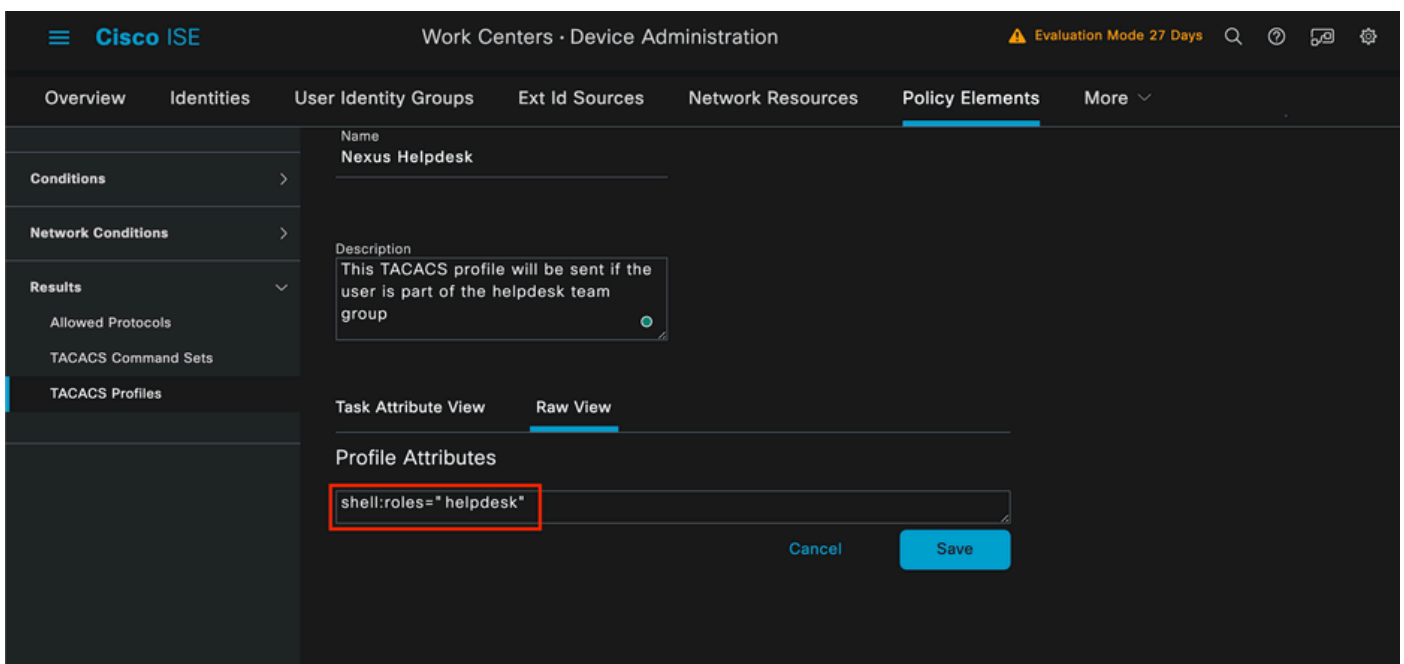 Cisco ISE
Work Centers · Device Administration
Evaluation Mode 27 Days
Overview
Identities
User Identity Groups
Ext Id Sources
Network Resources
Policy Elements
More
Conditions
Network Conditions
Results
Allowed Protocols
TACACS Command Sets
TACACS Profiles
Name
Nexus Helpdesk
Description
This TACACS profile will be sent if the
user is part of the helpdesk team
group
Task Attribute View
Raw View
Profile Attributes
shell:roles="helpdesk"
Cancel
Save